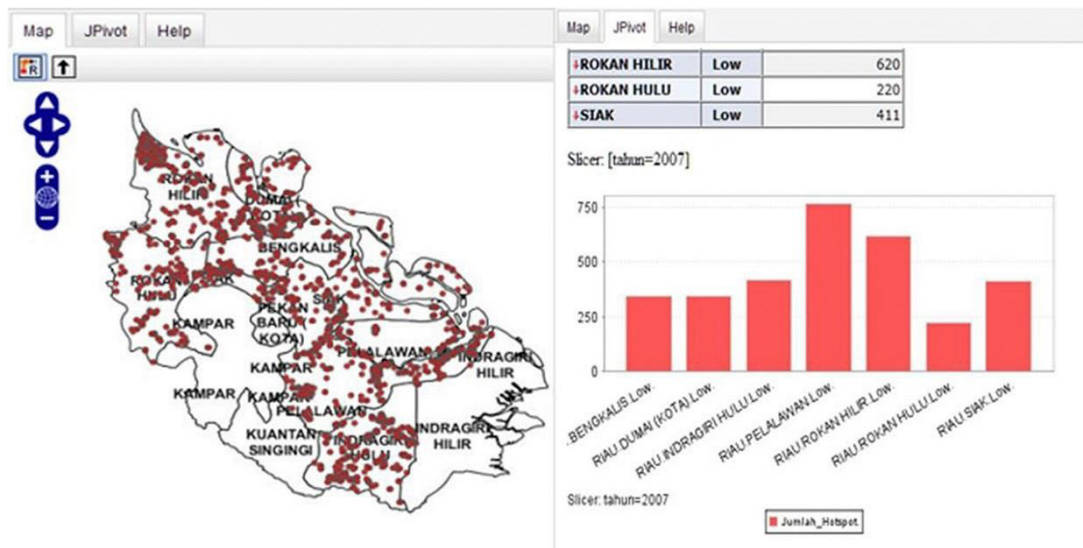 Map JPivot Help
R
ROKAN
HILIR
DUMAI (
KOTA)
BENGKALIS
ROKAN
HULU
SIAK
SIAK
KAMPAR
PEKAN
BARU (
KOTA)
PELALAWAN
INDRAGIRI
HILIR
KAMPAR
KAMPAR
KAMPAR
PELALAWAN
KUANTAN
SINGINGI
INDRAGIRI
HULU
INDRAGIRI
HILIR
Map JPivot Help
ROKAN HILIR Low 620
ROKAN HULU Low 220
SIAK Low 411
Slicer: [tahun=2007]
750
500
250
0
.BENGKALIS Low.
RIAU.DUMAI (KOTA) Low.
RIAU.INDRAGIRI HULU Low.
RIAU.PELALAWAN Low.
RIAU.ROKAN HILIR Low.
RIAU.ROKAN HULU Low.
RIAU.SIAK Low.
Slicer: tahun=2007
Jumlah_Hotspot.